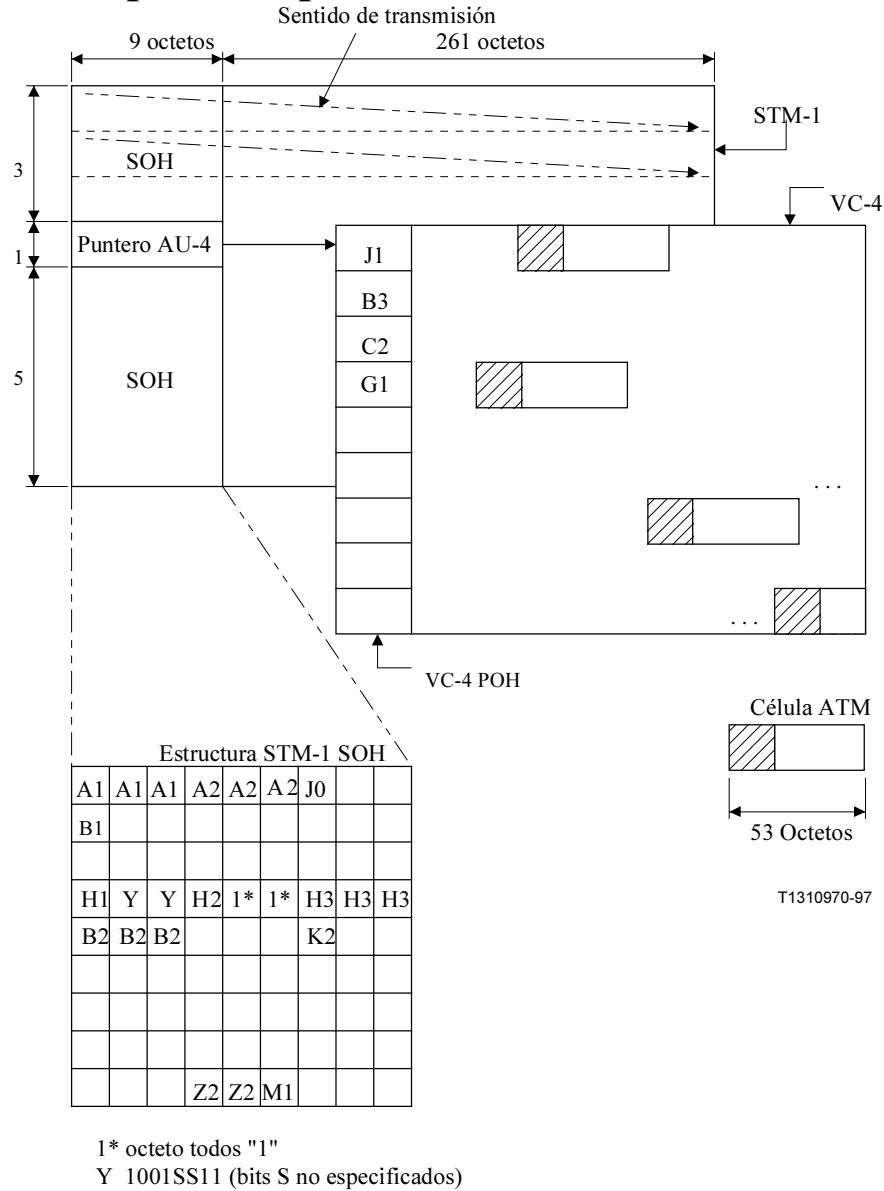 Sentido de transmisión
9 octetos 261 octetos
STM-1
3 SOH
VC-4
1 Puntero AU-4 J1
B3
C2
5 SOH G1
. . .
. . .
VC-4 POH
Célula ATM
53 Octetos
Estructura STM-1 SOH
A1 A1 A1 A2 A2 A2 J0
B1
H1 Y Y H2 1* 1* H3 H3 H3
B2 B2 B2 K2
Z2 Z2 M1
T1310970-97
1* octeto todos "1"
Y 1001SS11 (bits S no especificados)